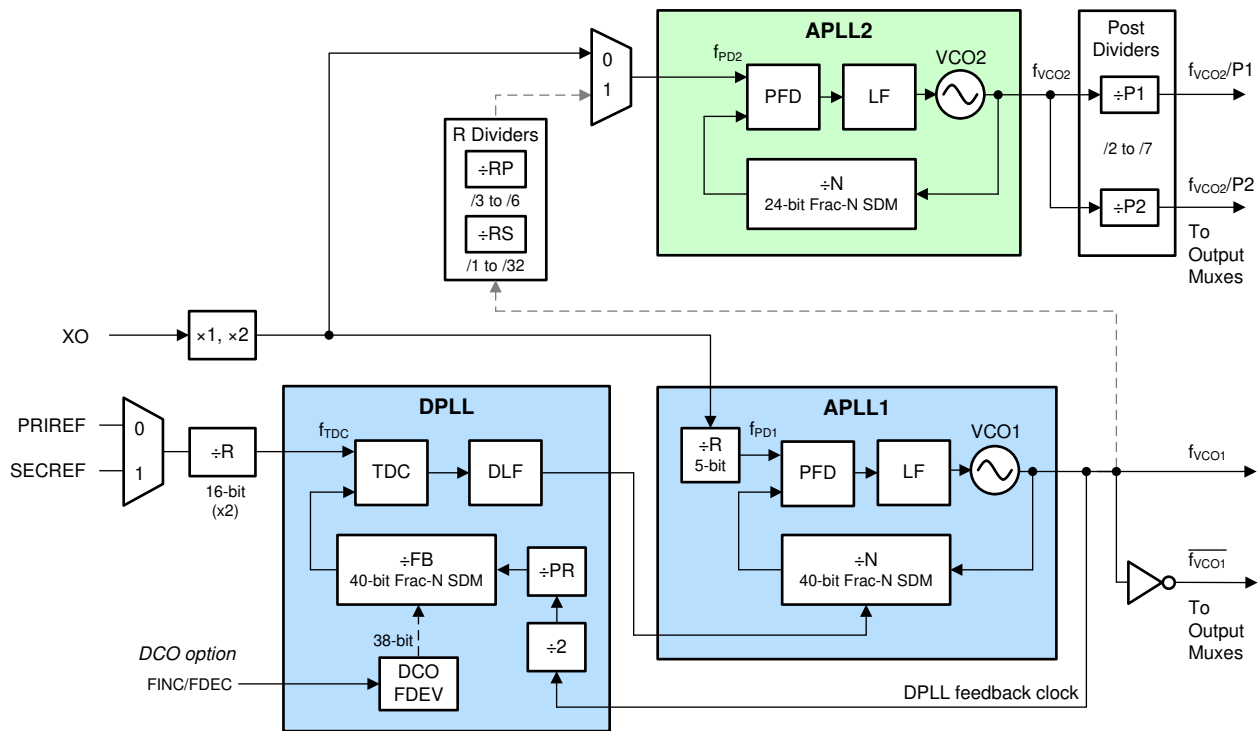 APLL2
Post
Dividers
VCO2
f_PD2
f_VCO2
f_VCO2/P1
0
1
PFD
LF
÷P1
R Dividers
÷RP
/3 to /6
÷RS
/1 to /32
÷N
24-bit Frac-N SDM
/2 to /7
÷P2
f_VCO2/P2
To
Output
Muxes
XO
×1, ×2
DPLL
APLL1
PRIREF
SECREF
0
1
÷R
16-bit
(x2)
f_TDC
TDC
DLF
÷R
5-bit
f_PD1
PFD
LF
VCO1
f_VCO1
÷FB
40-bit Frac-N SDM
÷PR
÷N
40-bit Frac-N SDM
f_VCO1
To
Output
Muxes
38-bit
÷2
DCO option
FINC/FDEC
DCO
FDEV
DPLL feedback clock